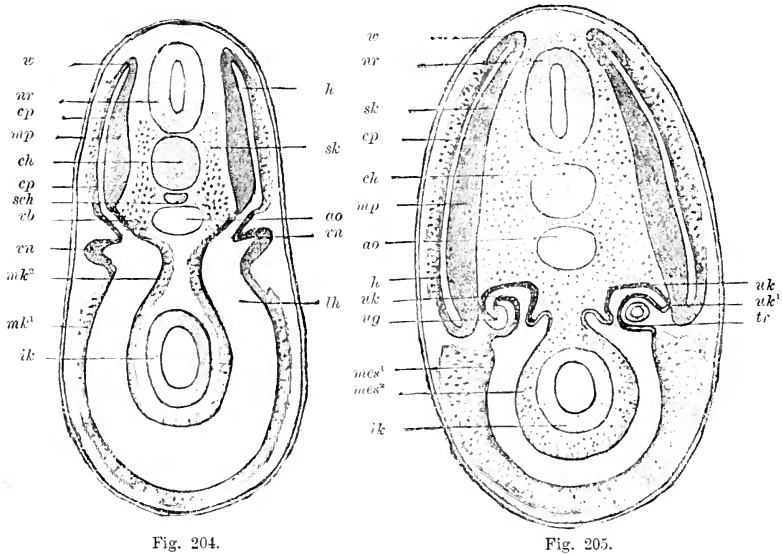 w
nr
cp
mp
ch
cp
sch
vb
vn
mk²
mk¹
ik
h
sk
ao
vn
lh
Fig. 204.
w
nr
sk
cp
ch
mp
ao
h
uk
ug
mes¹
mes²
ik
uk
uk¹
tr
Fig. 205.